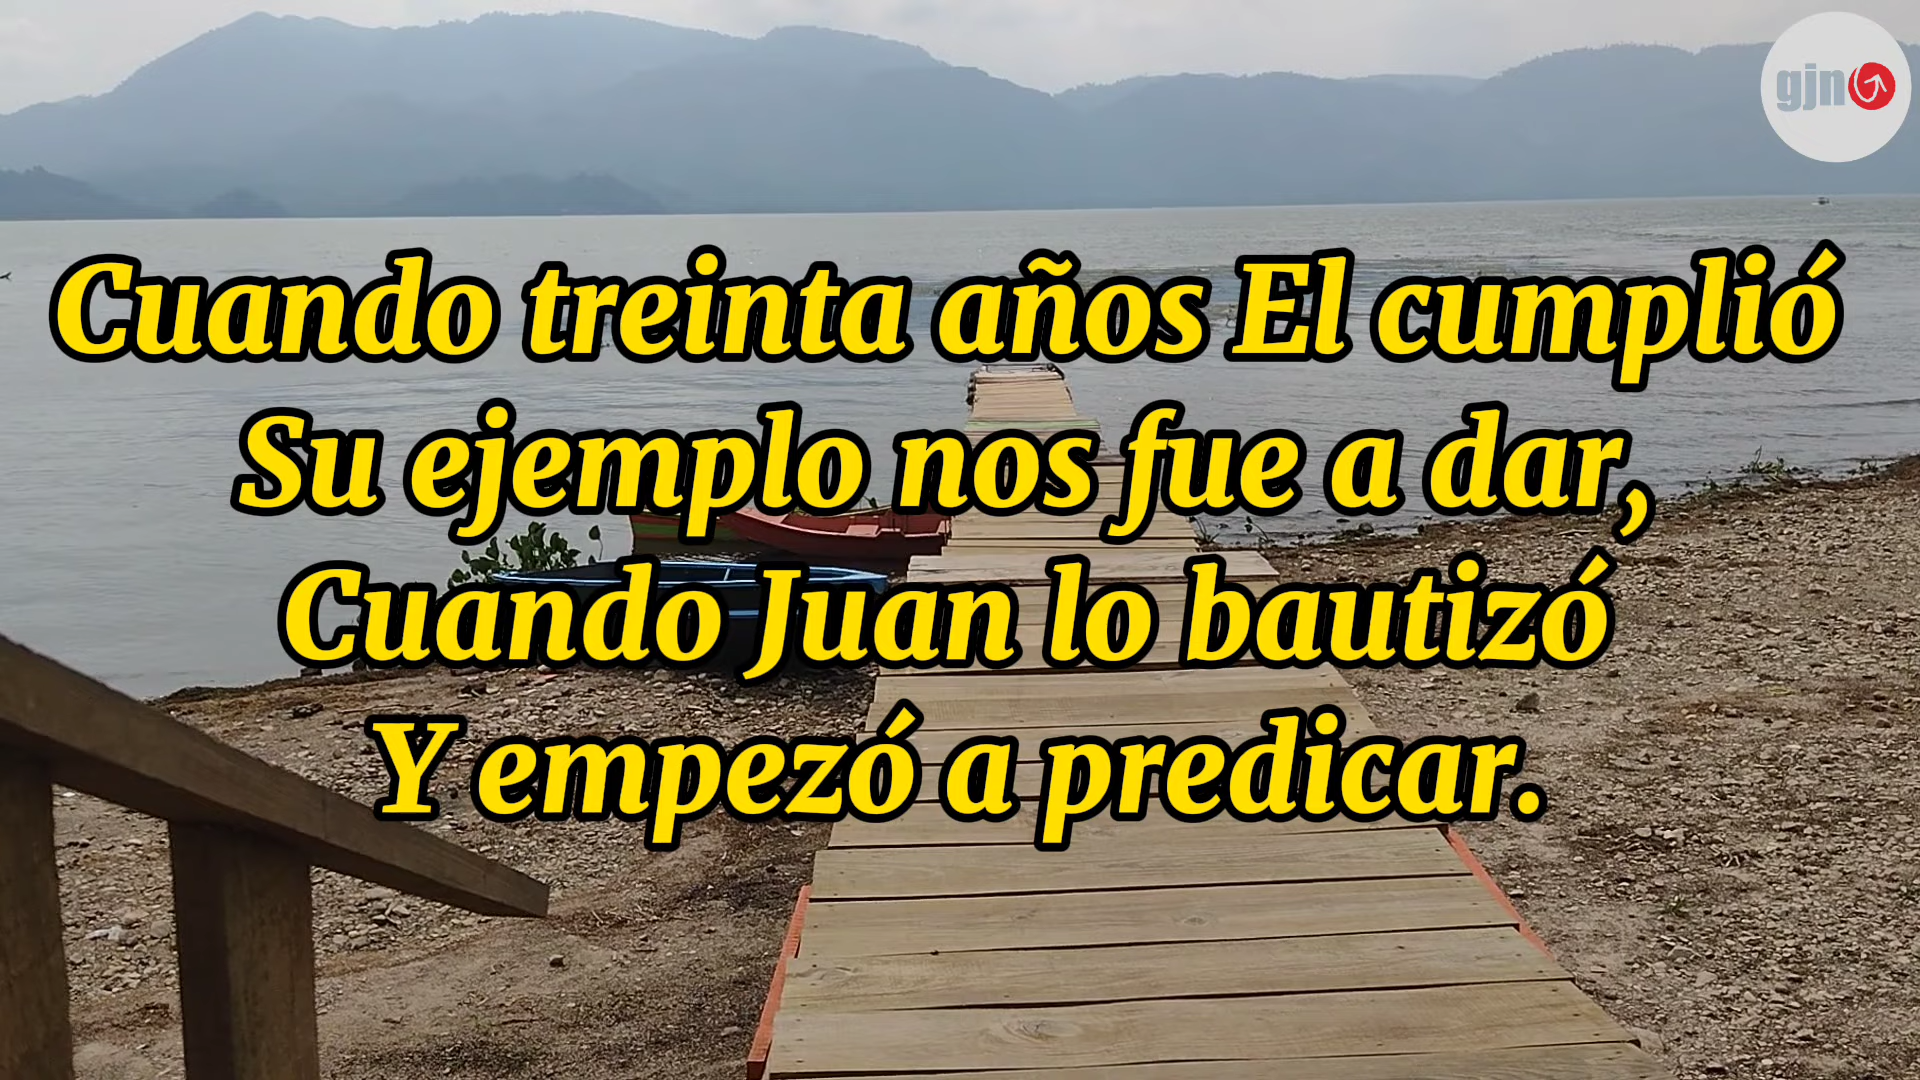 gjn
Cuando treinta años El cumplió
Su ejemplo nos fue a dar,
Cuando Juan lo bautizó
Y empezó a predicar.